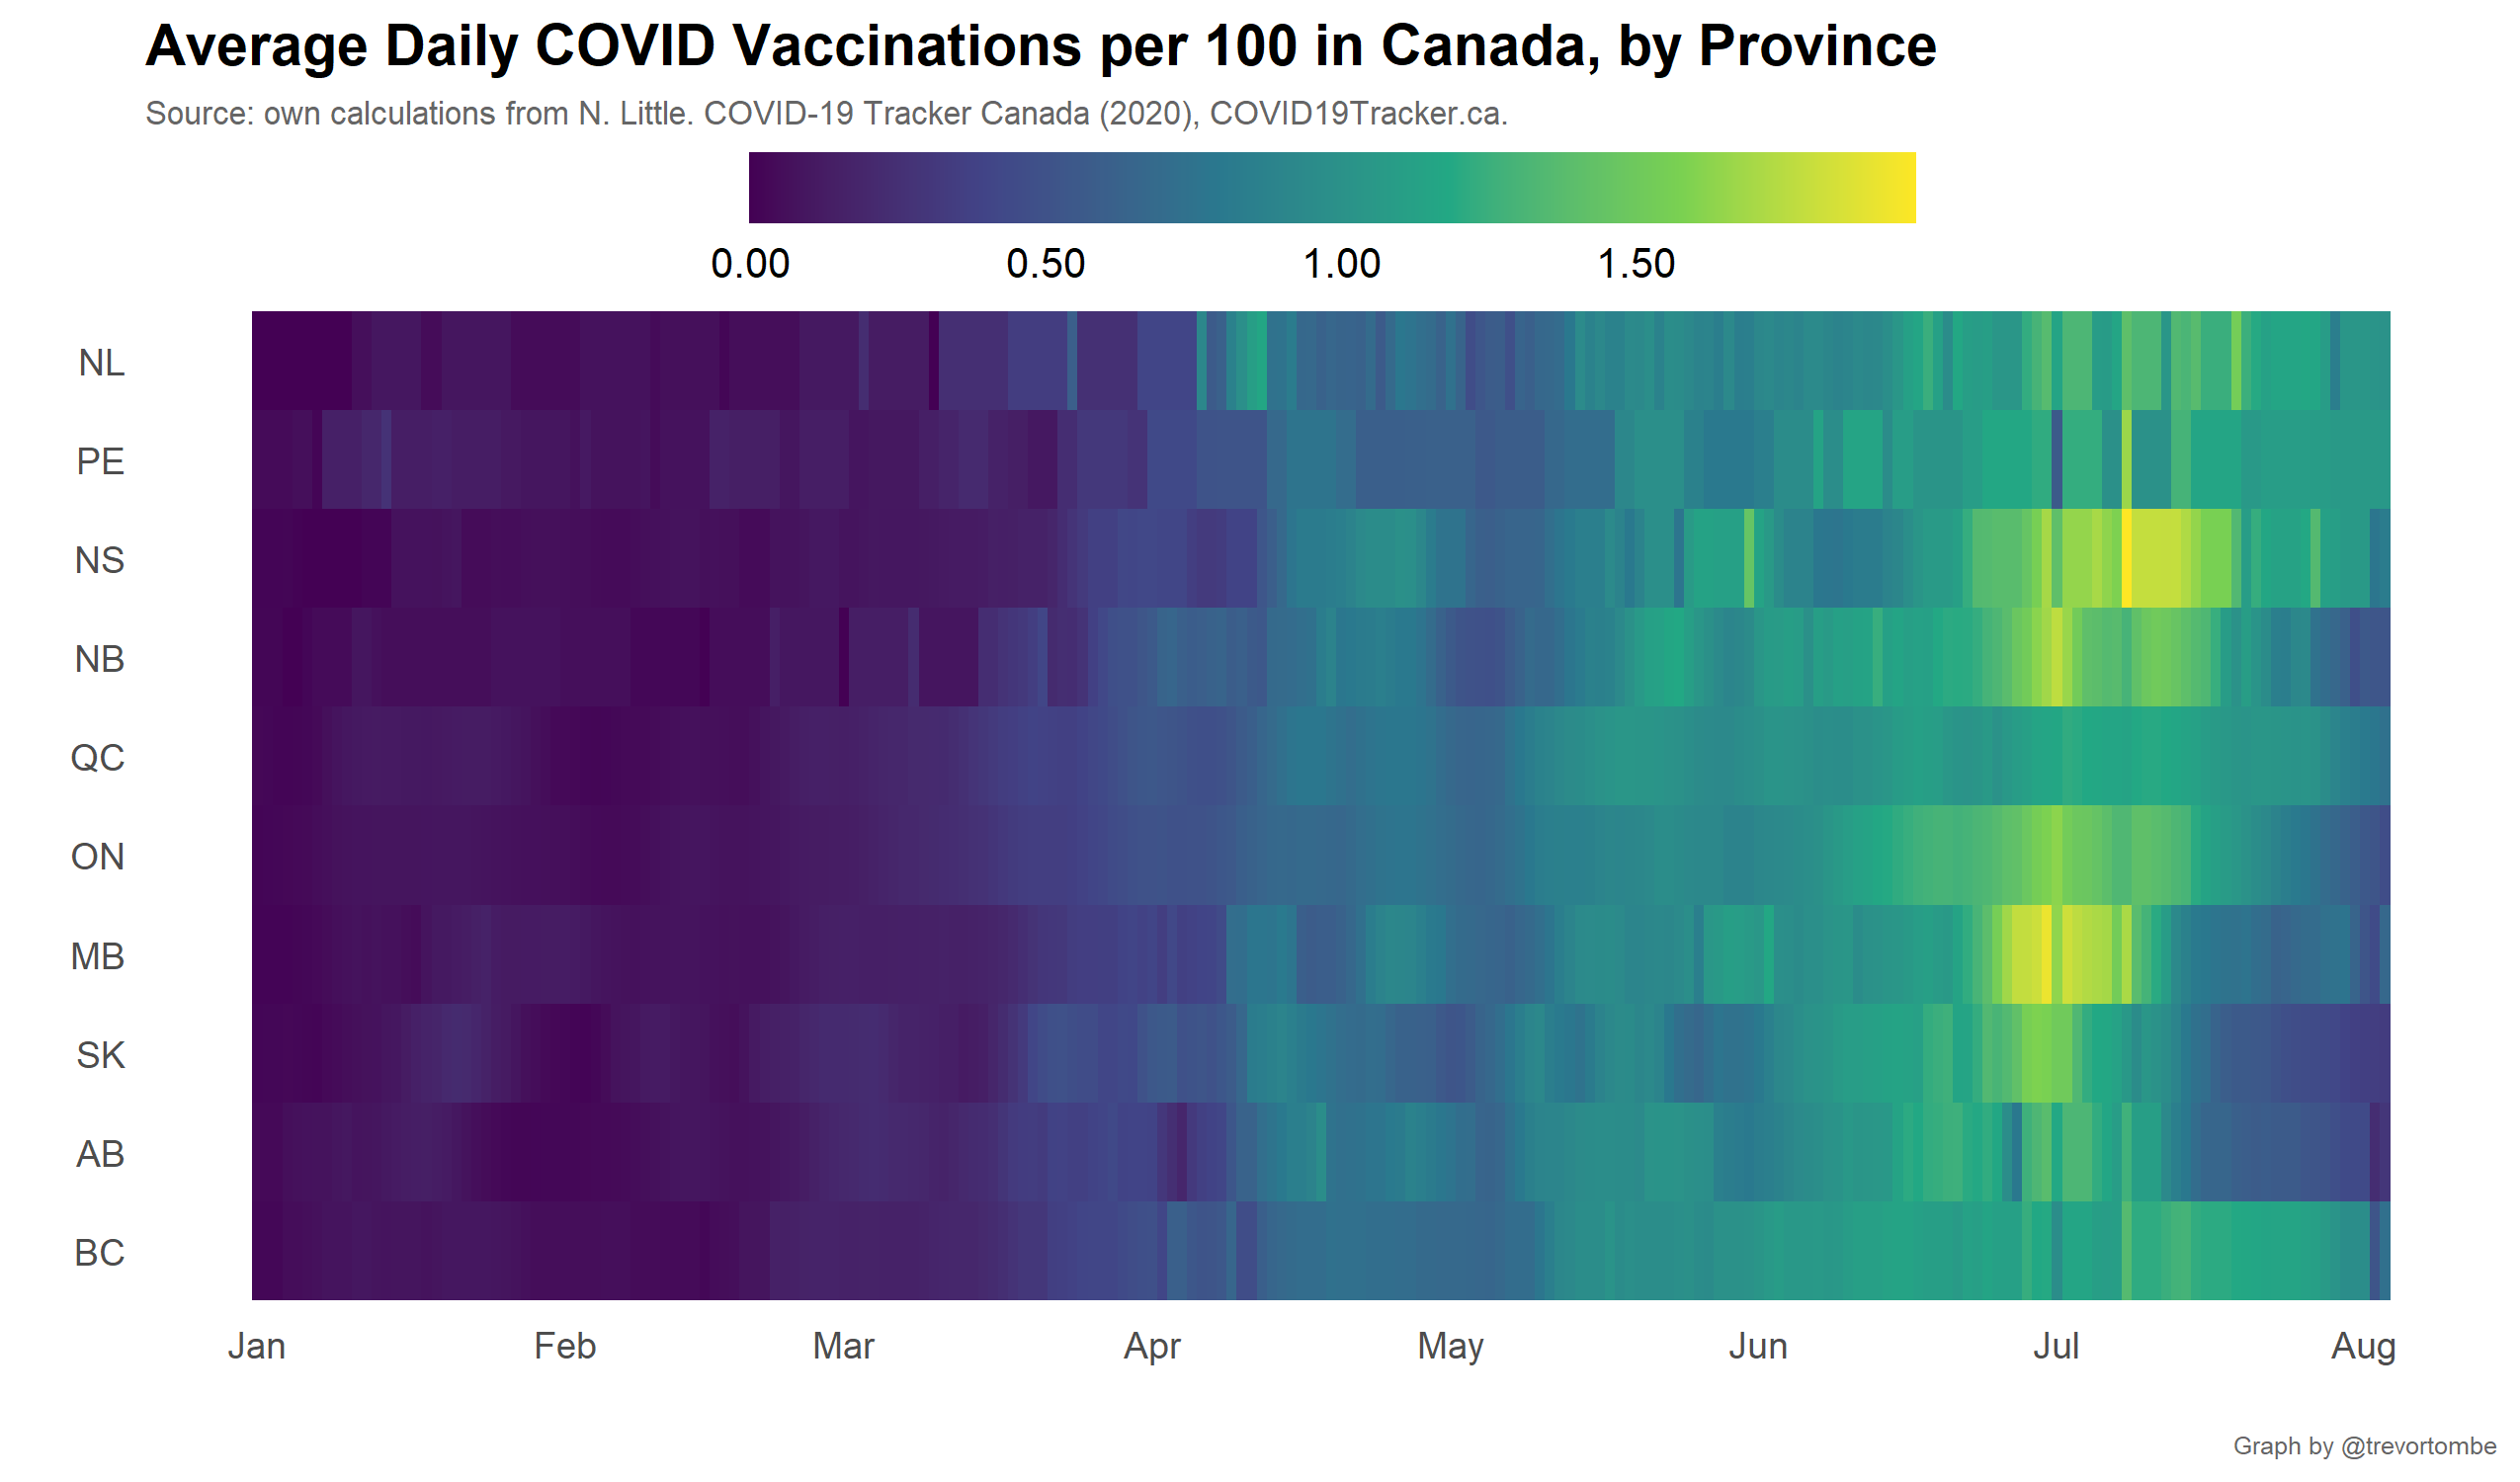 Average Daily COVID Vaccinations per 100 in Canada, by Province
Source: own calculations from N. Little. COVID-19 Tracker Canada (2020), COVID19Tracker.ca.
0.00 0.50 1.00 1.50
NL
PE
NS
NB
QC
ON
MB
SK
AB
BC
Jan Feb Mar Apr May Jun Jul Aug
Graph by @trevortombe